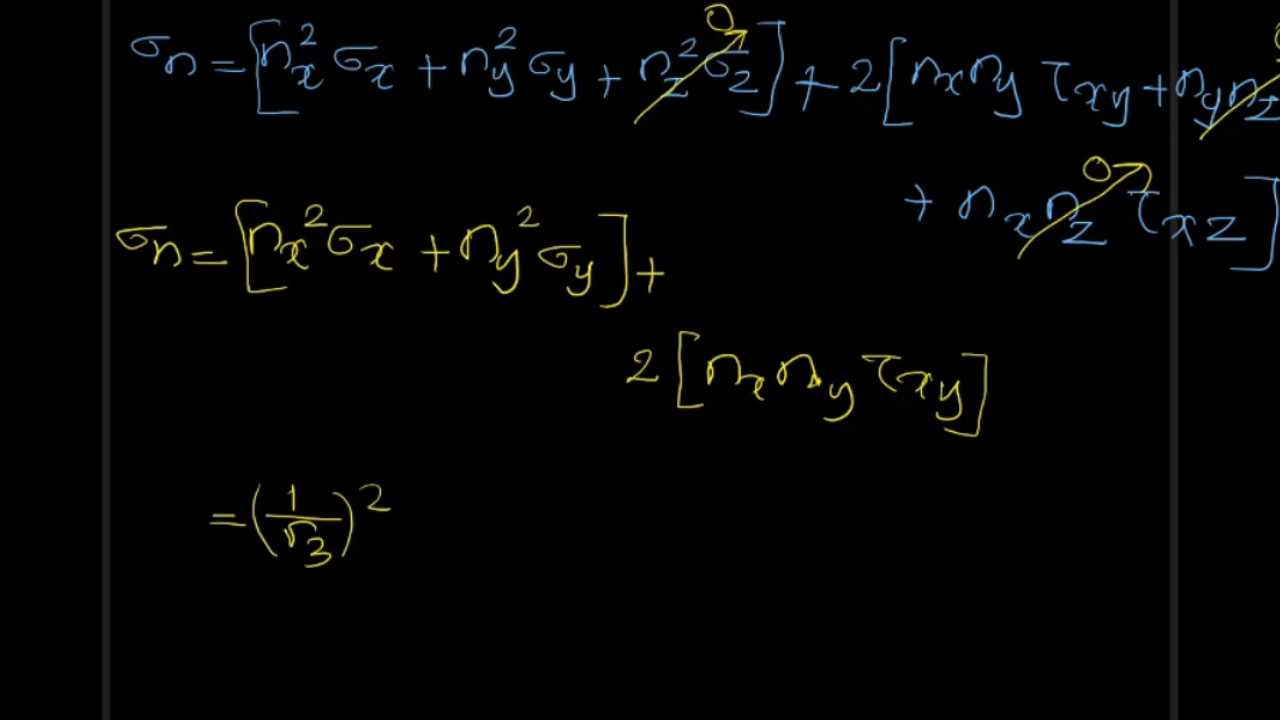 σn = [nx² σx + ny² σy + nz² σz 0] + 2[nx ny τxy + ny nz
+ nx nz 0 τxz]
σn = [nx² σx + ny² σy] +
2[nx ny τxy]
= (1/√3)²